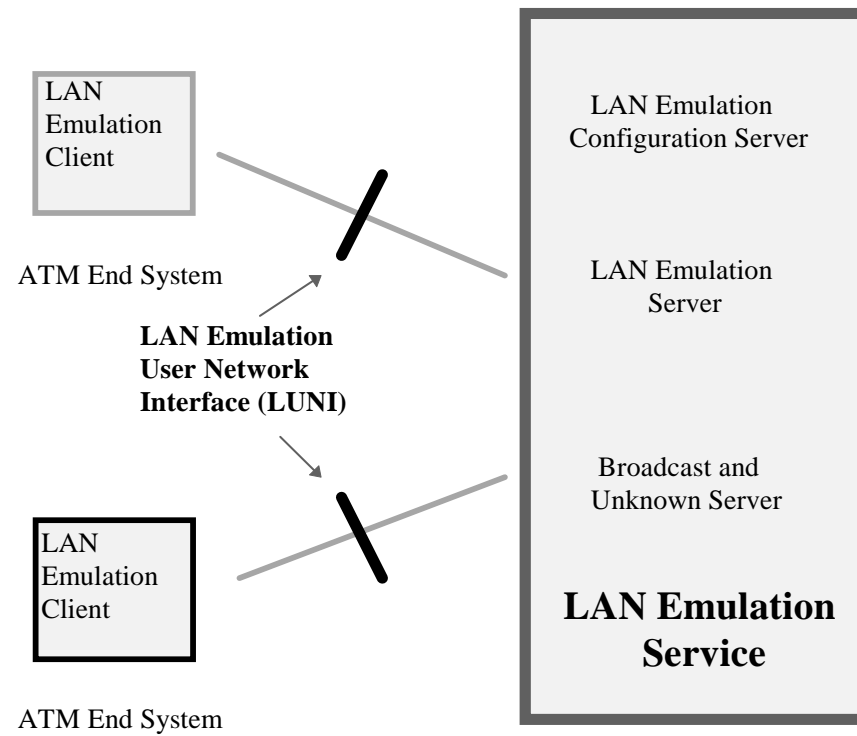 LAN
Emulation
Client
ATM End System
LAN Emulation
User Network
Interface (LUNI)
LAN
Emulation
Client
ATM End System
LAN Emulation
Configuration Server
LAN Emulation
Server
Broadcast and
Unknown Server
LAN Emulation
Service